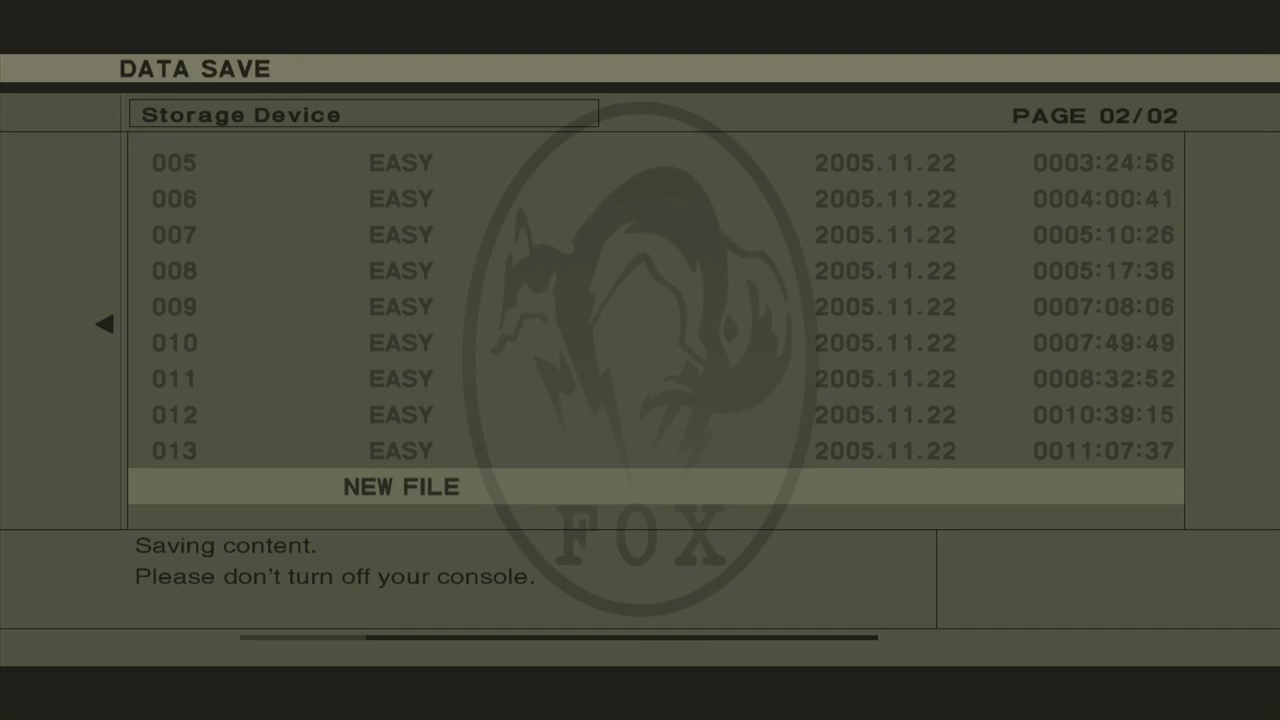 DATA SAVE
Storage Device PAGE 02/02
005 EASY 2005.11.22 0003:24:56
006 EASY 2005.11.22 0004:00:41
007 EASY 2005.11.22 0005:10:26
008 EASY 2005.11.22 0005:17:36
009 EASY 2005.11.22 0007:08:06
010 EASY 2005.11.22 0007:49:49
011 EASY 2005.11.22 0008:32:52
012 EASY 2005.11.22 0010:39:15
013 EASY 2005.11.22 0011:07:37
NEW FILE
FOX
Saving content.
Please don't turn off your console.